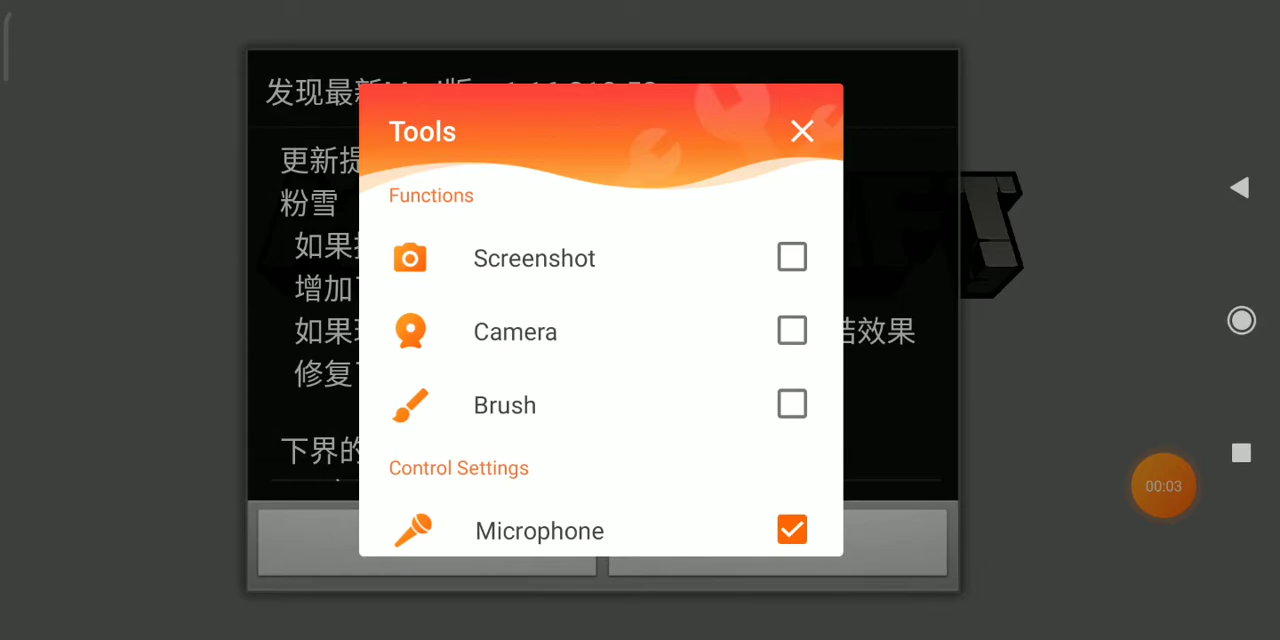 发现最新
Tools
更新提
Functions
粉雪
如果
Screenshot
增加
如果
Camera
结效果
修复
Brush
下界的
Control Settings
00:03
Microphone